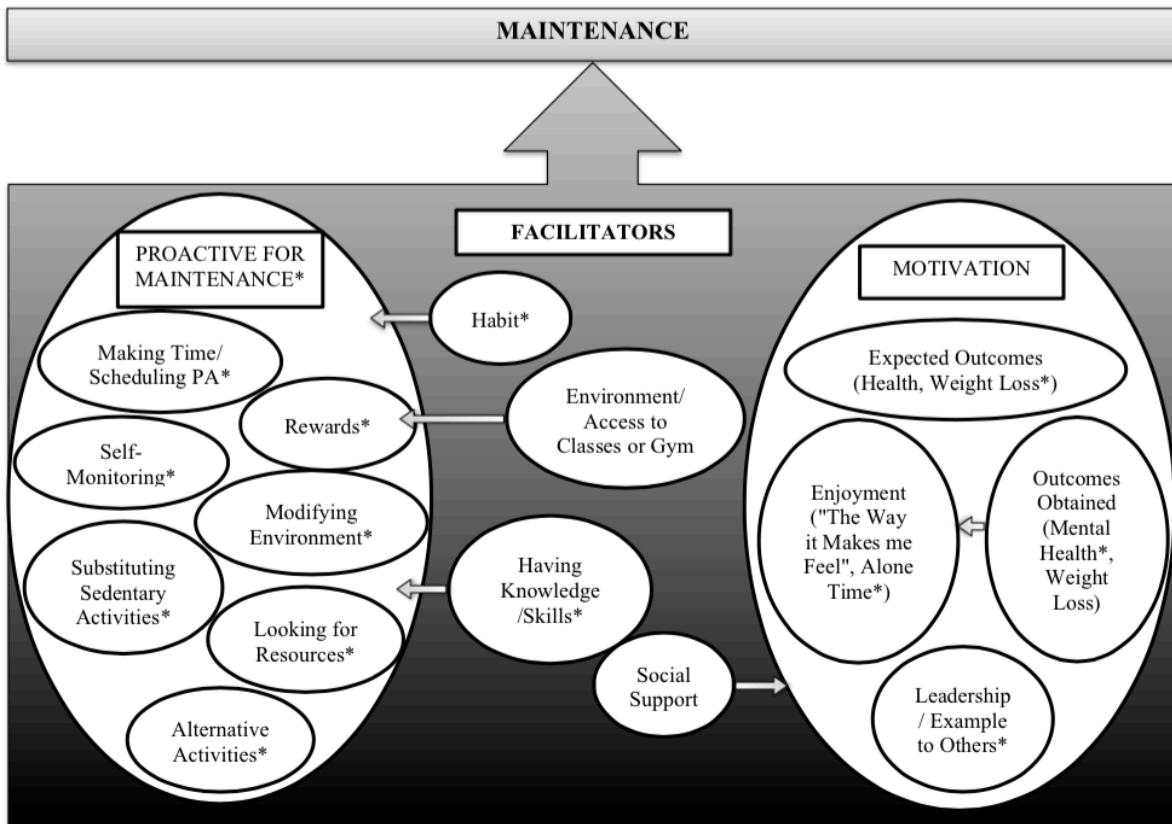 MAINTENANCE
FACILITATORS
PROACTIVE FOR
MAINTENANCE*
Making Time/
Scheduling PA*
Rewards*
Self-
Monitoring*
Modifying
Environment*
Substituting
Sedentary
Activities*
Looking for
Resources*
Alternative
Activities*
Habit*
Environment/
Access to
Classes or Gym
Having
Knowledge
/Skills*
Social
Support
MOTIVATION
Expected Outcomes
(Health, Weight Loss*)
Enjoyment
("The Way
it Makes me
Feel", Alone
Time*)
Outcomes
Obtained
(Mental
Health*,
Weight
Loss)
Leadership
/ Example
to Others*